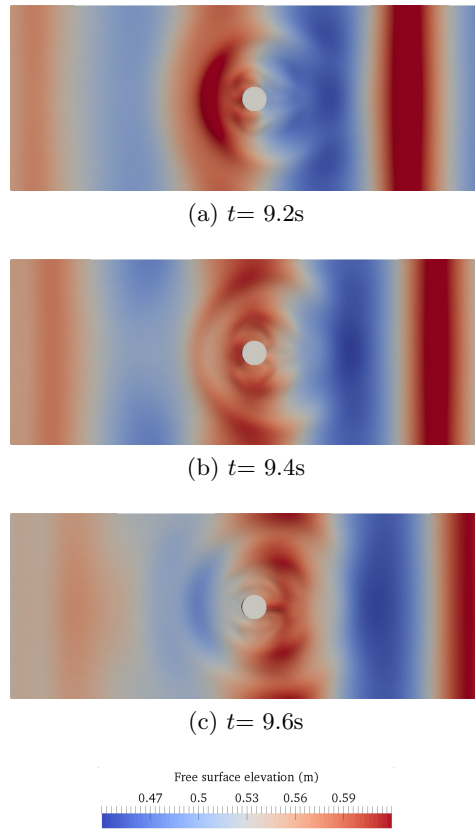 (a) t= 9.2s
(b) t= 9.4s
(c) t= 9.6s
Free surface elevation (m)
0.47 0.5 0.53 0.56 0.59